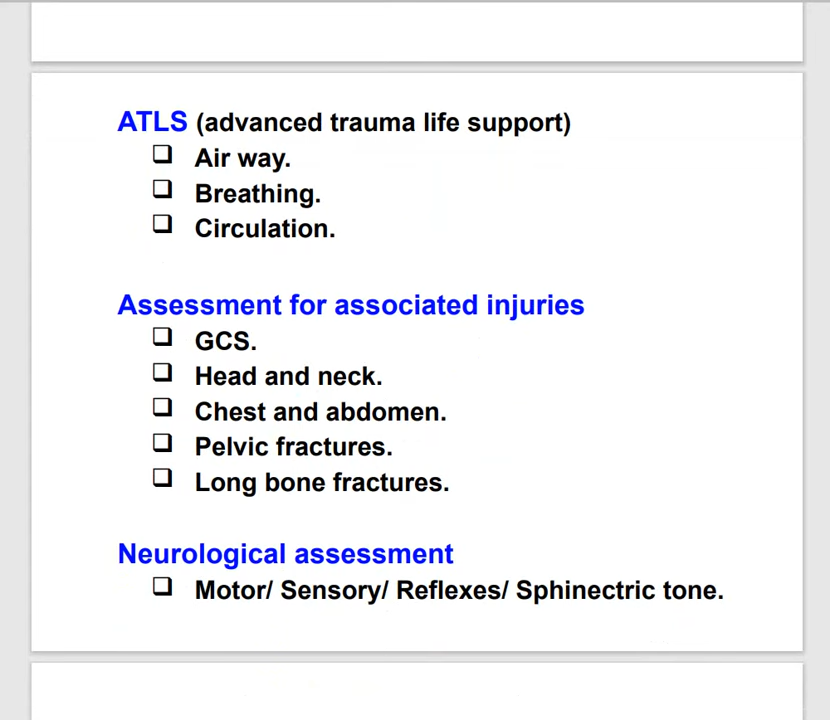 ATLS (advanced trauma life support)
❑ Air way.
❑ Breathing.
❑ Circulation.
Assessment for associated injuries
❑ GCS.
❑ Head and neck.
❑ Chest and abdomen.
❑ Pelvic fractures.
❑ Long bone fractures.
Neurological assessment
❑ Motor/ Sensory/ Reflexes/ Sphinectric tone.